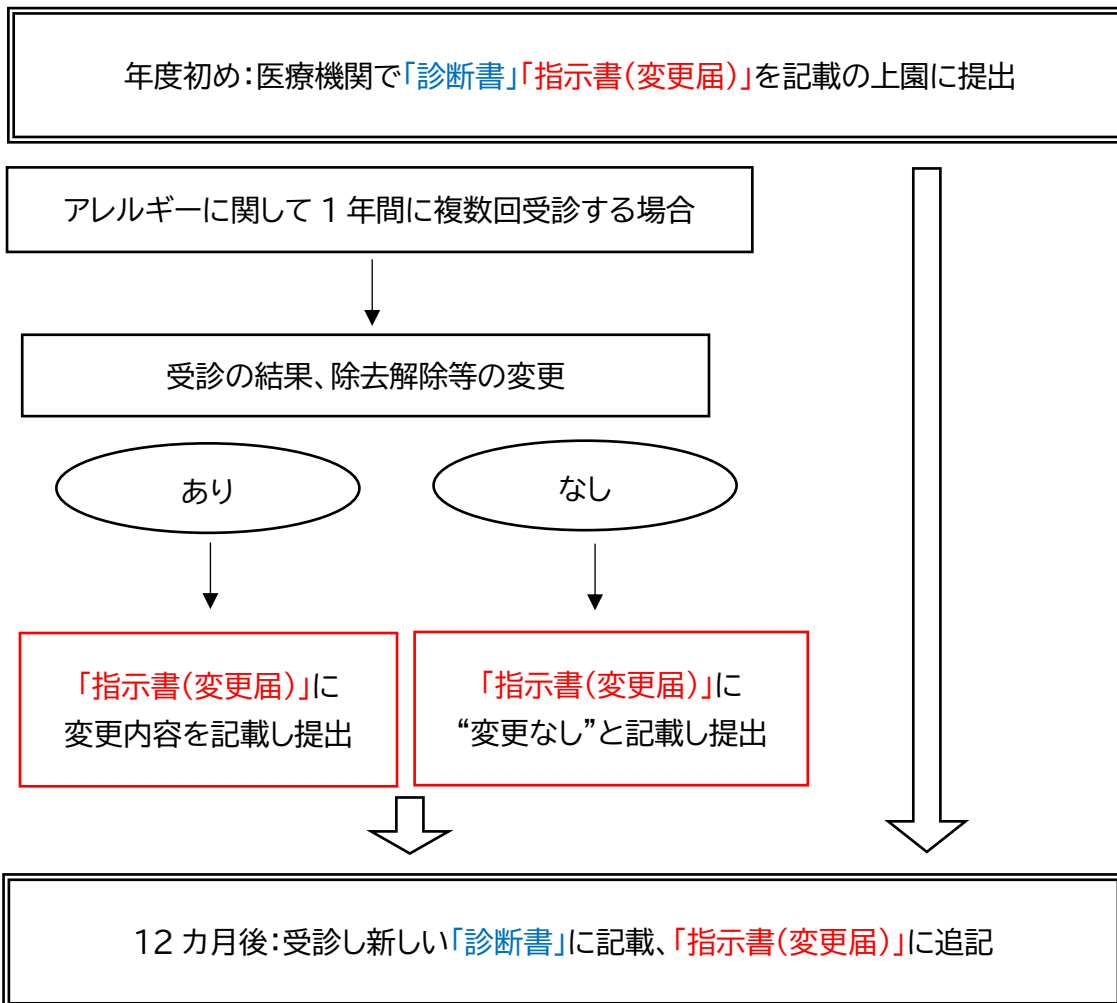 年度初め：医療機関で「診断書」「指示書（変更届）」を記載の上園に提出
アレルギーに関して 1 年間に複数回受診する場合
受診の結果、除去解除等の変更
あり
なし
「指示書（変更届）」に
変更内容を記載し提出
「指示書（変更届）」に
“変更なし”と記載し提出
12 カ月後：受診し新しい「診断書」に記載、「指示書（変更届）」に追記